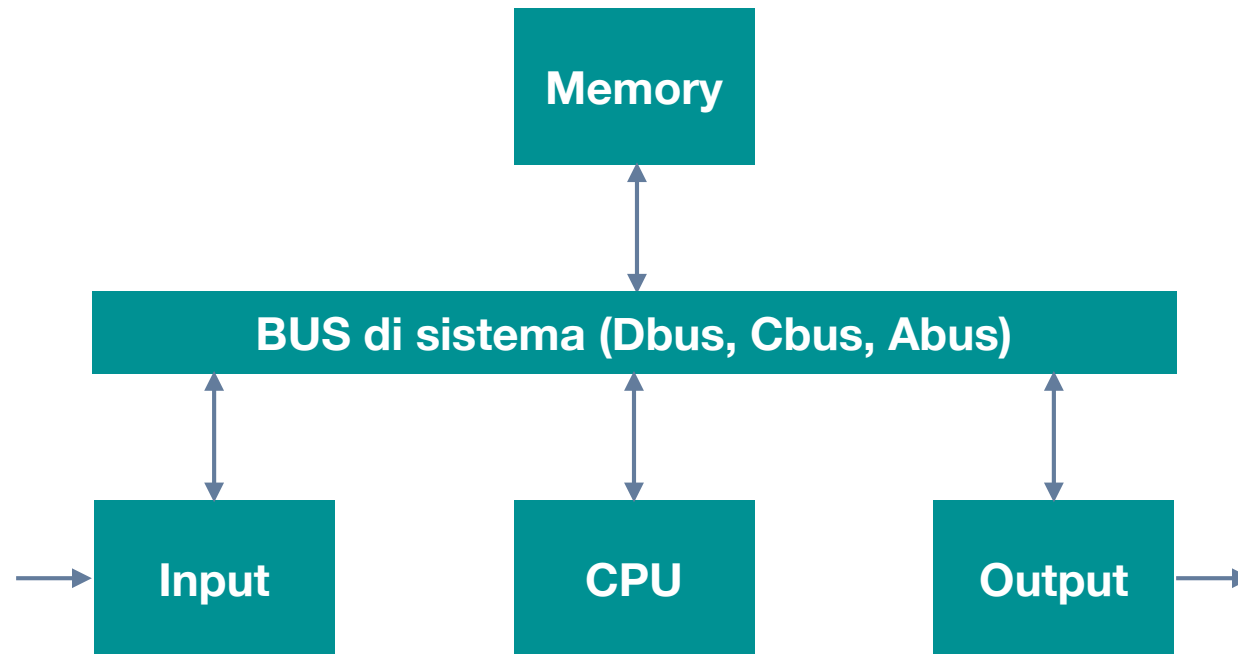 Memory
BUS di sistema (Dbus, Cbus, Abus)
Input
CPU
Output